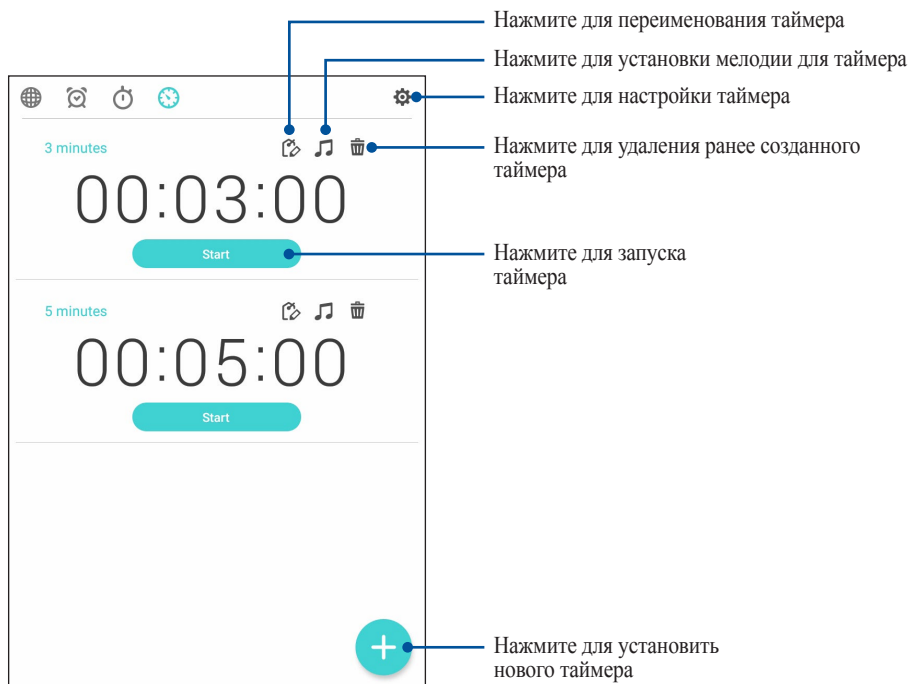 Нажмите для переименования таймера
Нажмите для установки мелодии для таймера
Нажмите для настройки таймера
3 minutes
Нажмите для удаления ранее созданного
таймера
00:03:00
Start
Нажмите для запуска
таймера
5 minutes
00:05:00
Start
Нажмите для установить
нового таймера